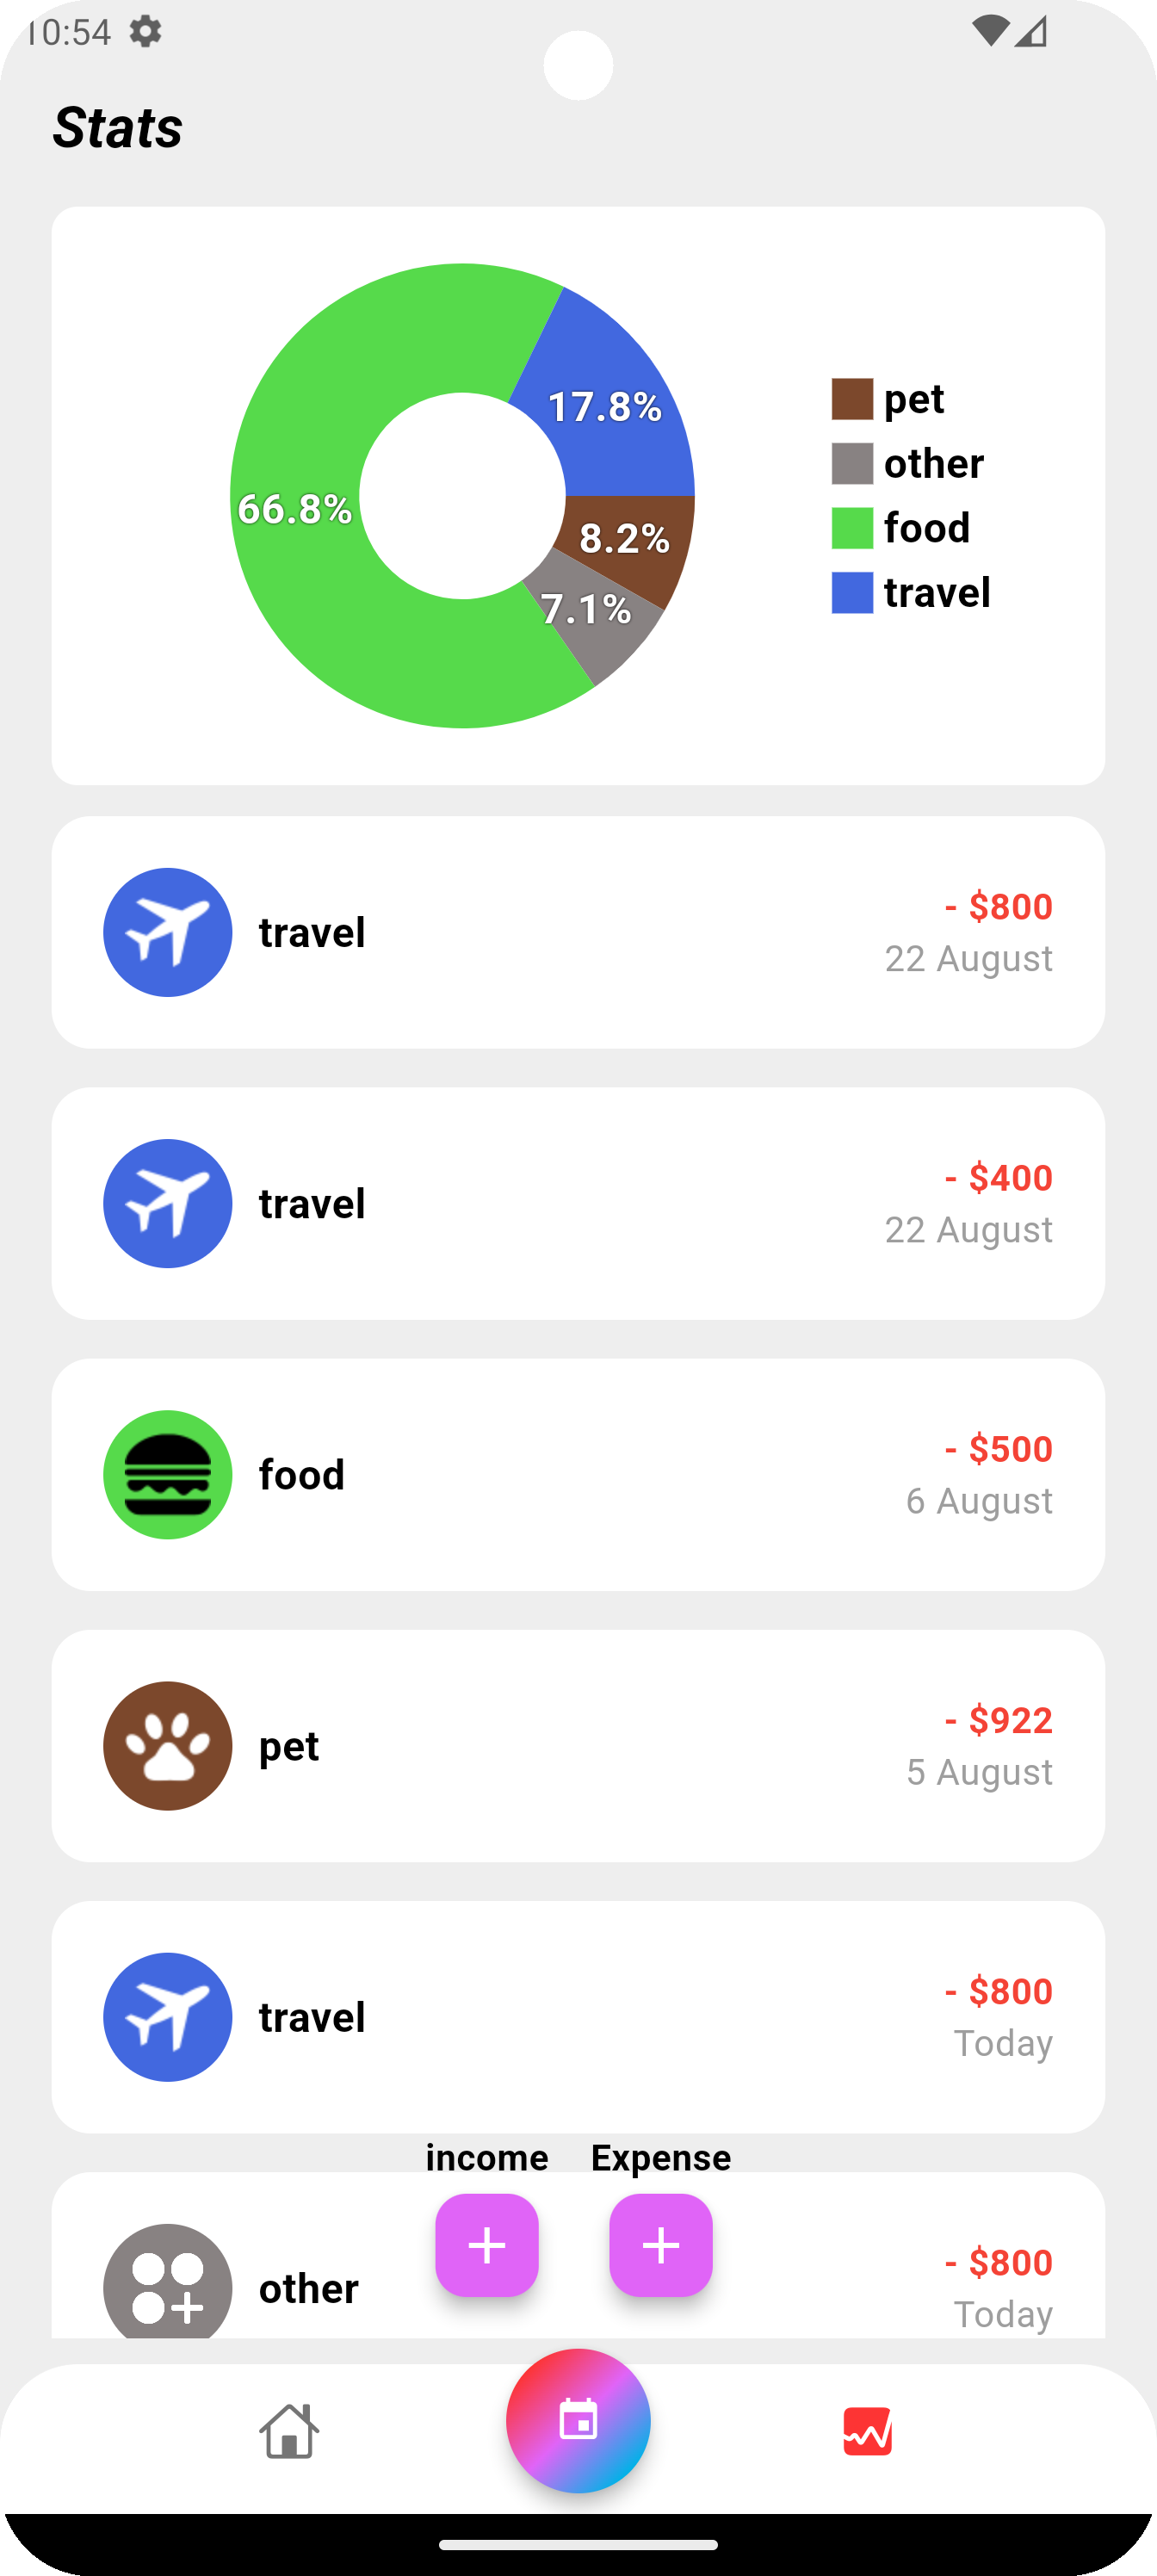 10:54
Stats
17.8%
66.8%
8.2%
7.1%
pet
other
food
travel
travel
- $800
22 August
travel
- $400
22 August
food
- $500
6 August
pet
- $922
5 August
travel
- $800
Today
income Expense
other
- $800
Today